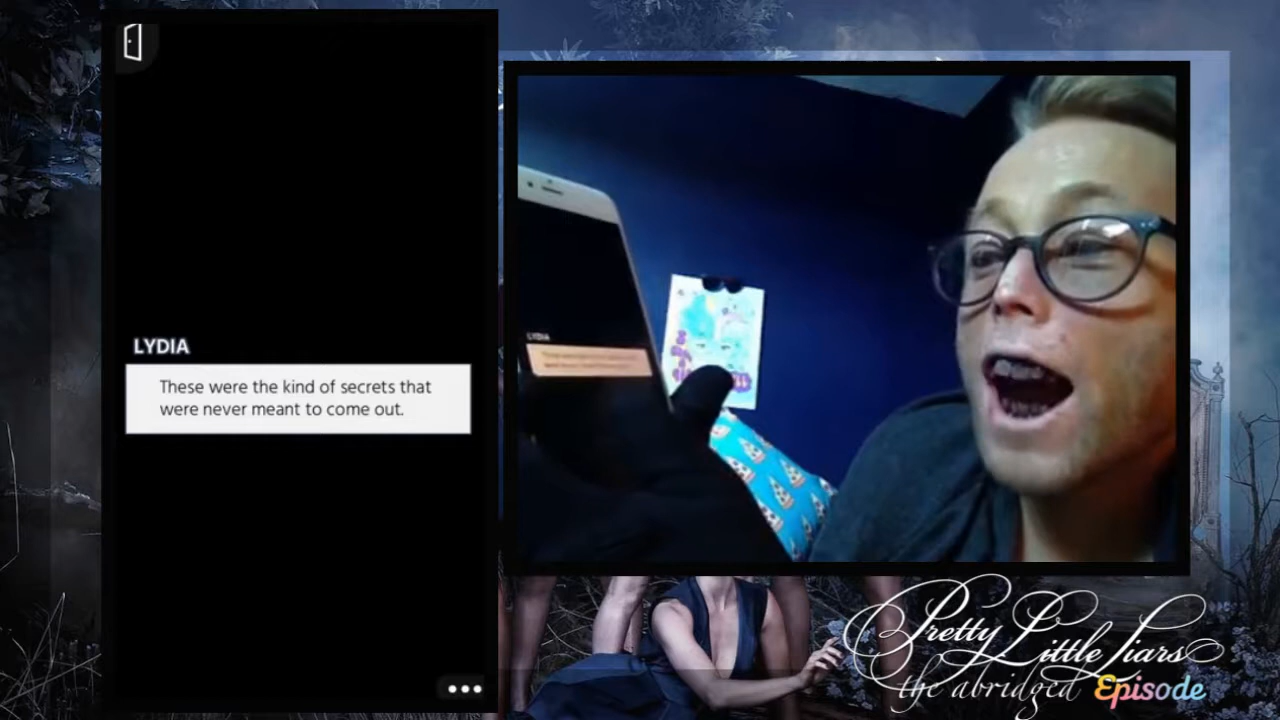 LYDIA
These were the kind of secrets that
were never meant to come out.
LYDIA
Pretty Little Liars
the abridged Episode